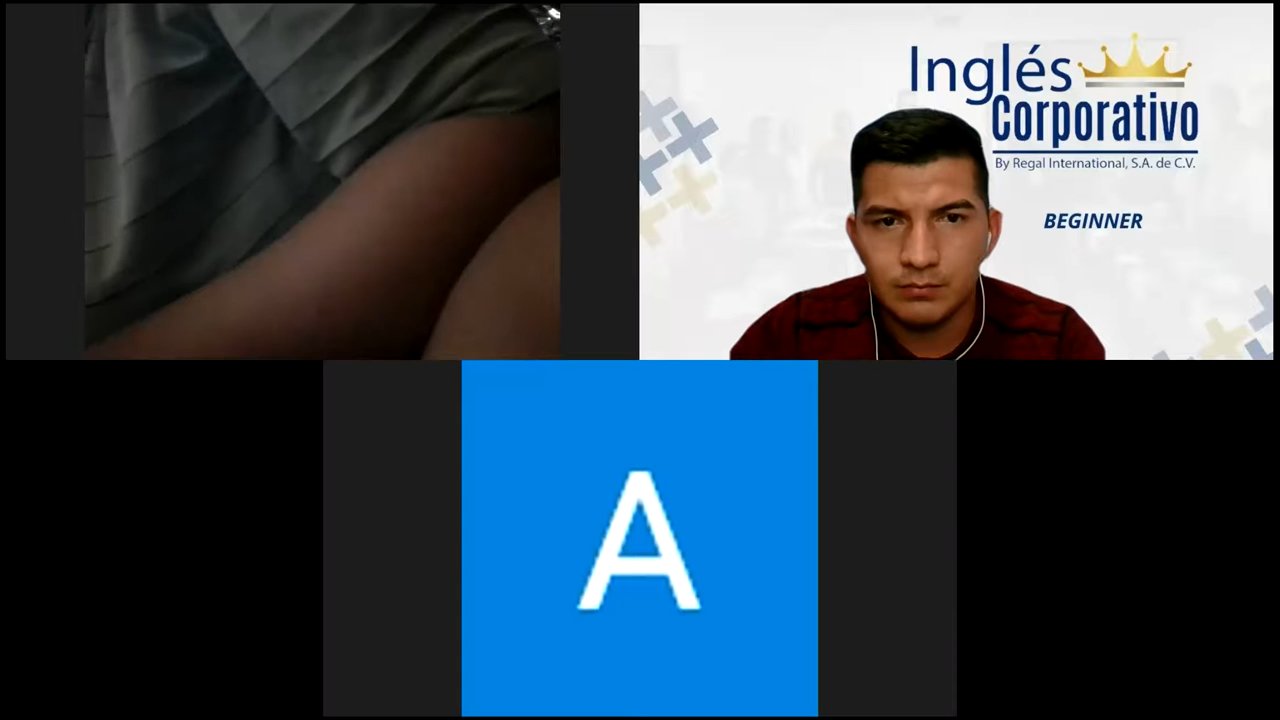 Inglés
Corporativo
By Regal International, S.A. de C.V.
BEGINNER
A